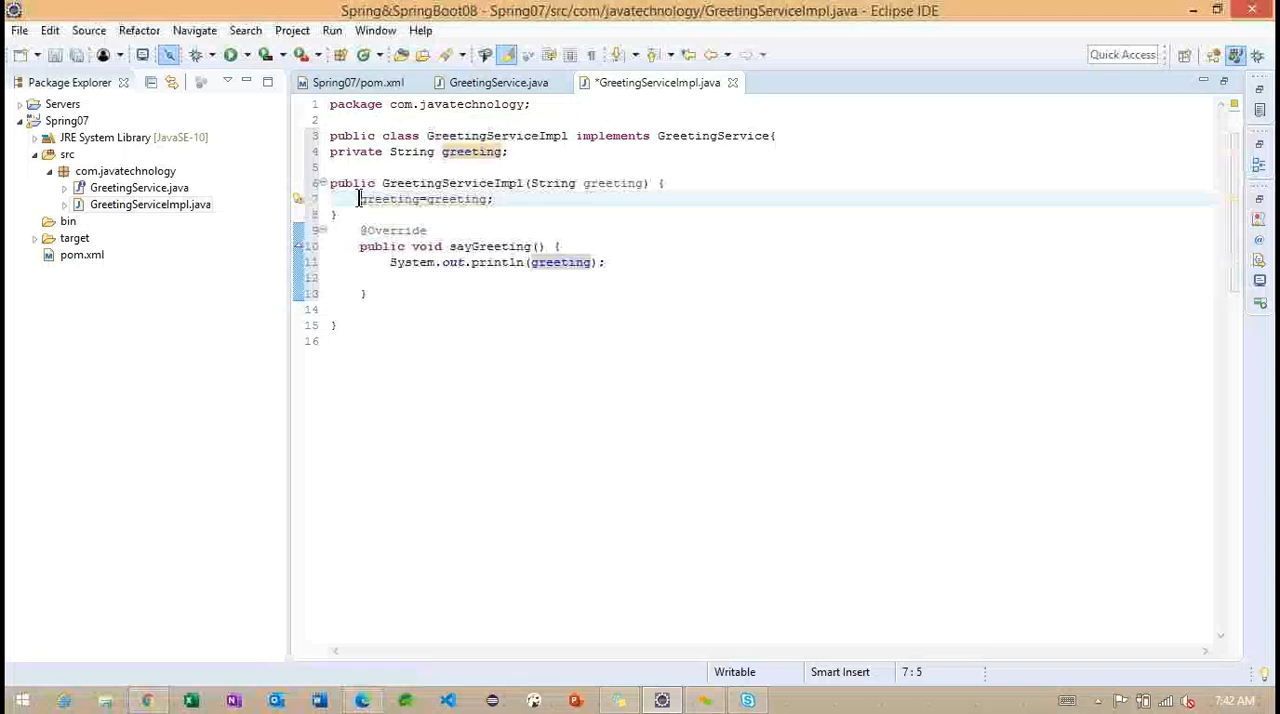 Spring&SpringBoot08 - Spring07/src/com/javatechnology/GreetingServiceImpl.java - Eclipse IDE
File Edit Source Refactor Navigate Search Project Run Window Help
Quick Access
Package Explorer
Spring07/pom.xml
GreetingService.java
*GreetingServiceImpl.java
Servers
Spring07
JRE System Library [JavaSE-10]
src
com.javatechnology
GreetingService.java
GreetingServiceImpl.java
bin
target
pom.xml
1 package com.javatechnology;
2
3 public class GreetingServiceImpl implements GreetingService{
4 private String greeting;
5
6 public GreetingServiceImpl(String greeting) {
7 greeting=greeting;
8 }
9 @Override
10 public void sayGreeting() {
11 System.out.println(greeting);
12
13 }
14
15 }
16
Writable Smart Insert 7 : 5
7:42 AM